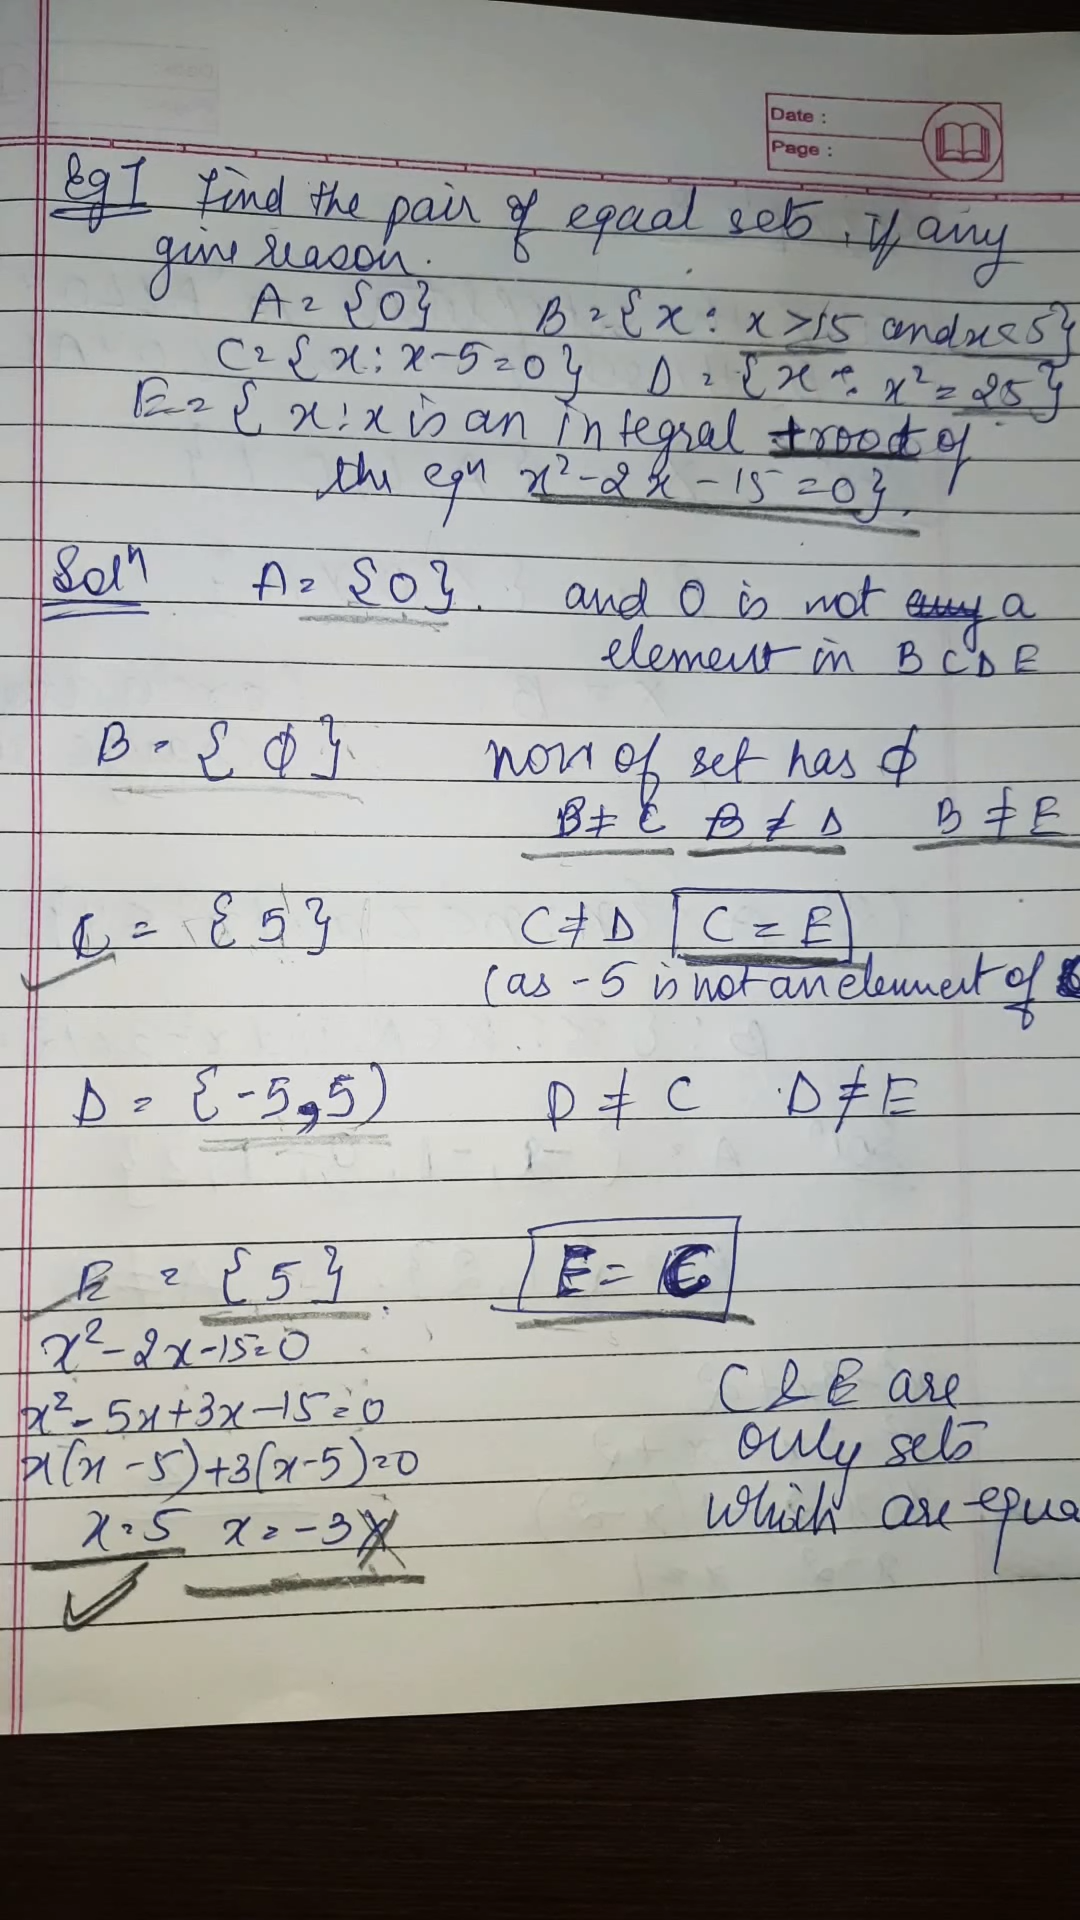 Date :
Page :
Eg 7 Find the pair of equal sets, if any
give reason.
A = {0} B = {x : x > 15 and x < 5}
C = {x : x - 5 = 0} D = {x : x² = 25}
E = {x : x is an integral root of
the eqⁿ x² - 2x - 15 = 0}.
Solⁿ A = {0}. and 0 is not a
element in B C D E
B = {ϕ} non of set has ϕ
B ≠ C B ≠ D B ≠ E
C = {5} C ≠ D C = E
(as -5 is not an element of
D = {-5, 5) D ≠ C D ≠ E
E = {5}. E = C
x² - 2x - 15 = 0
x² - 5x + 3x - 15 = 0
x(x - 5) + 3(x - 5) = 0
x = 5 x = -3 X
C & E are
only sets
which are equa